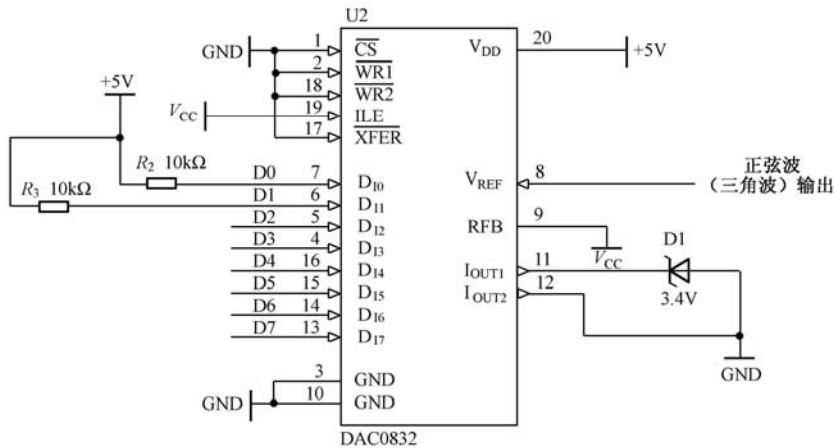 U2
GND
1
CS
VDD
20
+5V
2
WR1
18
WR2
+5V
VCC
19
ILE
17
XFER
R2 10kΩ
D0
7
DI0
VREF
8
正弦波
（三角波）输出
R3 10kΩ
D1
6
DI1
D2
5
DI2
RFB
9
D3
4
DI3
VCC
D1
D4
16
DI4
IOUT1
11
D5
15
DI5
IOUT2
12
3.4V
D6
14
DI6
D7
13
DI7
GND
3
GND
GND
10
GND
DAC0832